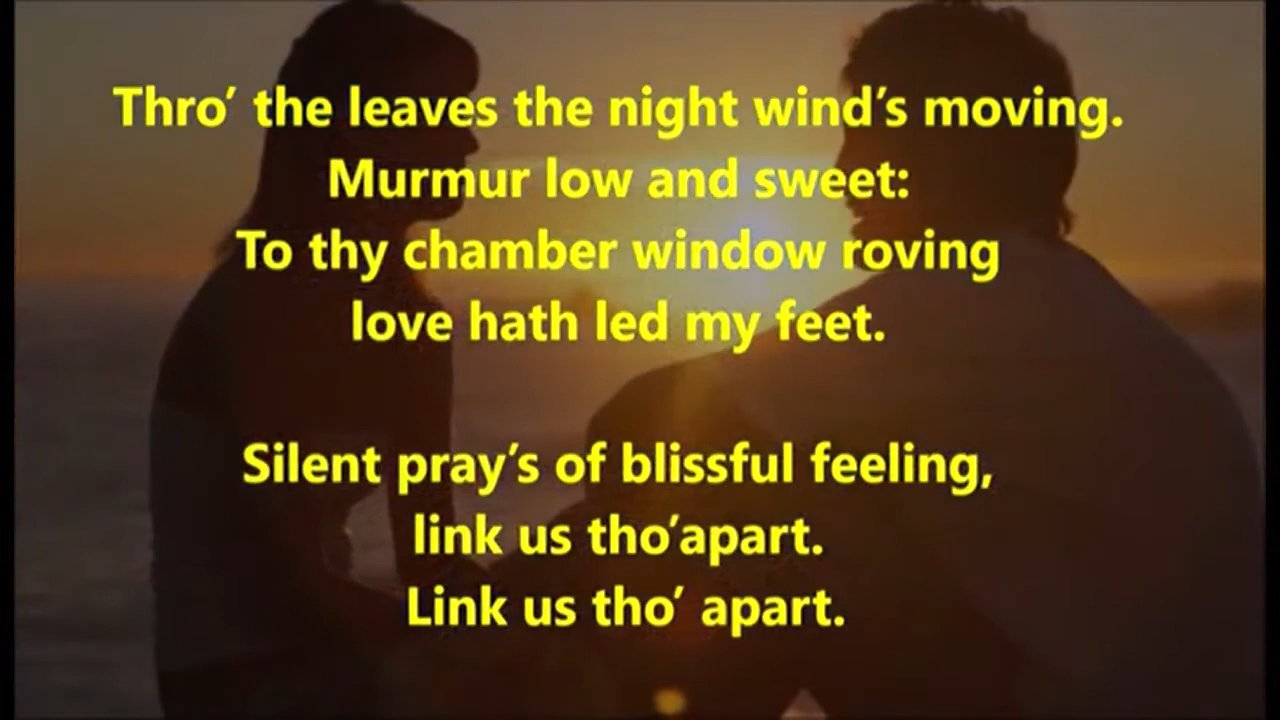 Thro’ the leaves the night wind’s moving.
Murmur low and sweet:
To thy chamber window roving
love hath led my feet.
Silent pray’s of blissful feeling,
link us tho’apart.
Link us tho’ apart.